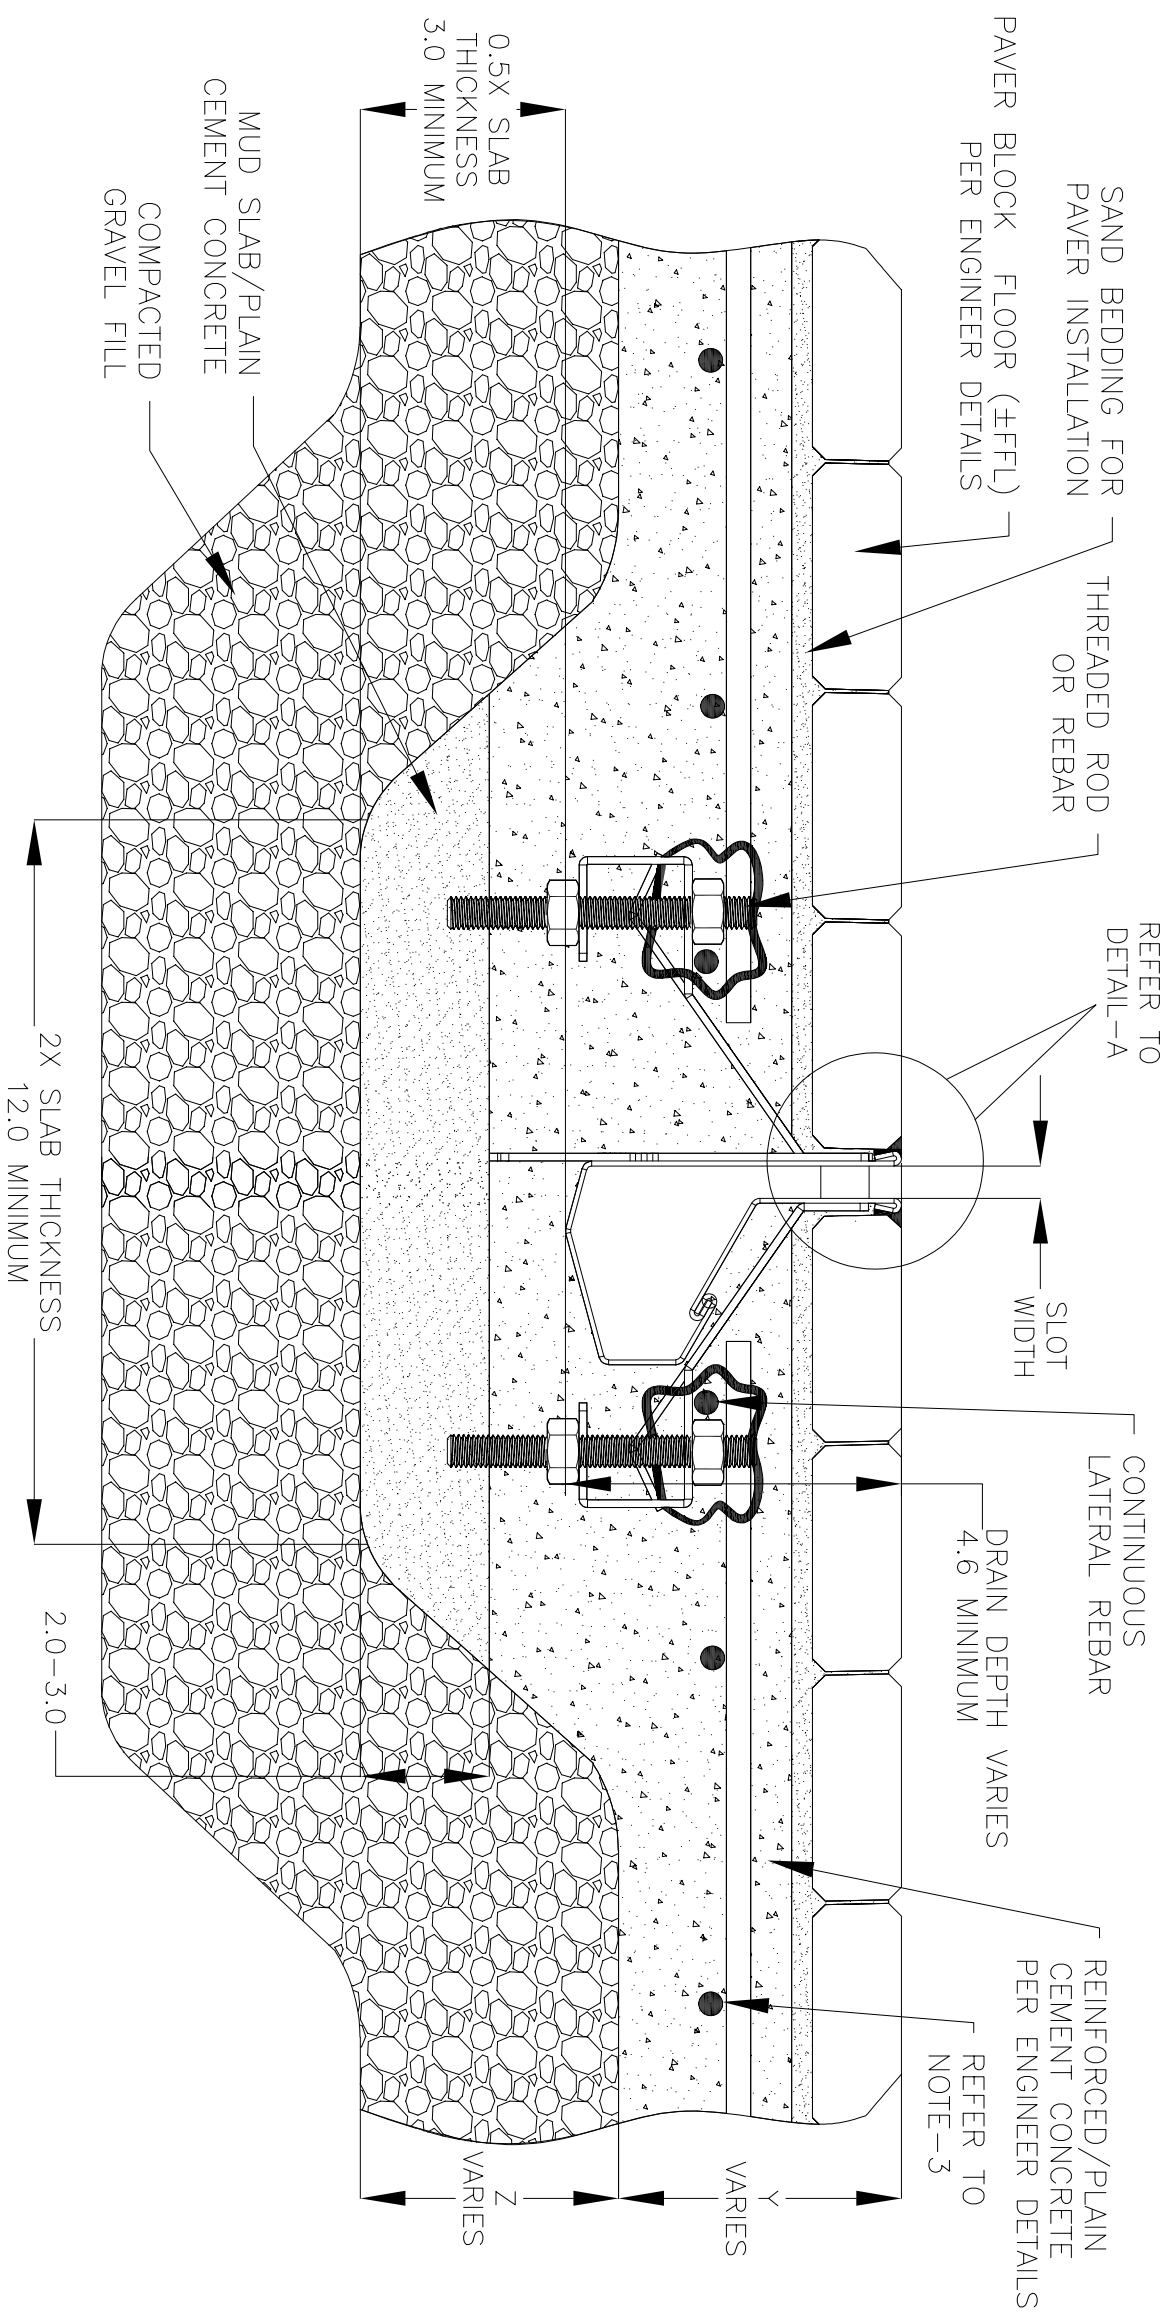 SAND BEDDING FOR
PAVER INSTALLATION
PAVER BLOCK FLOOR (±FFL)
PER ENGINEER DETAILS
THREADED ROD
OR REBAR
REFER TO
DETAIL-A
SLOT
WIDTH
CONTINUOUS
LATERAL REBAR
DRAIN DEPTH VARIES
4.6 MINIMUM
REINFORCED/PLAIN
CEMENT CONCRETE
PER ENGINEER DETAILS
REFER TO
NOTE-3
Y
VARIES
Z
VARIES
0.5X SLAB
THICKNESS
3.0 MINIMUM
MUD SLAB/PLAIN
CEMENT CONCRETE
COMPACTED
GRAVEL FILL
2X SLAB THICKNESS
12.0 MINIMUM
2.0-3.0